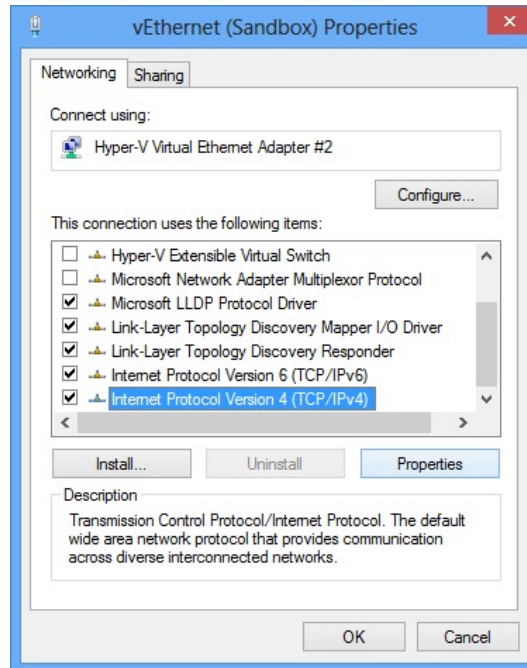 vEthernet (Sandbox) Properties
Networking
Sharing
Connect using:
Hyper-V Virtual Ethernet Adapter #2
Configure...
This connection uses the following items:
Hyper-V Extensible Virtual Switch
Microsoft Network Adapter Multiplexor Protocol
Microsoft LLDP Protocol Driver
Link-Layer Topology Discovery Mapper I/O Driver
Link-Layer Topology Discovery Responder
Internet Protocol Version 6 (TCP/IPv6)
Internet Protocol Version 4 (TCP/IPv4)
Install...
Uninstall
Properties
Description
Transmission Control Protocol/Internet Protocol. The default
wide area network protocol that provides communication
across diverse interconnected networks.
OK
Cancel